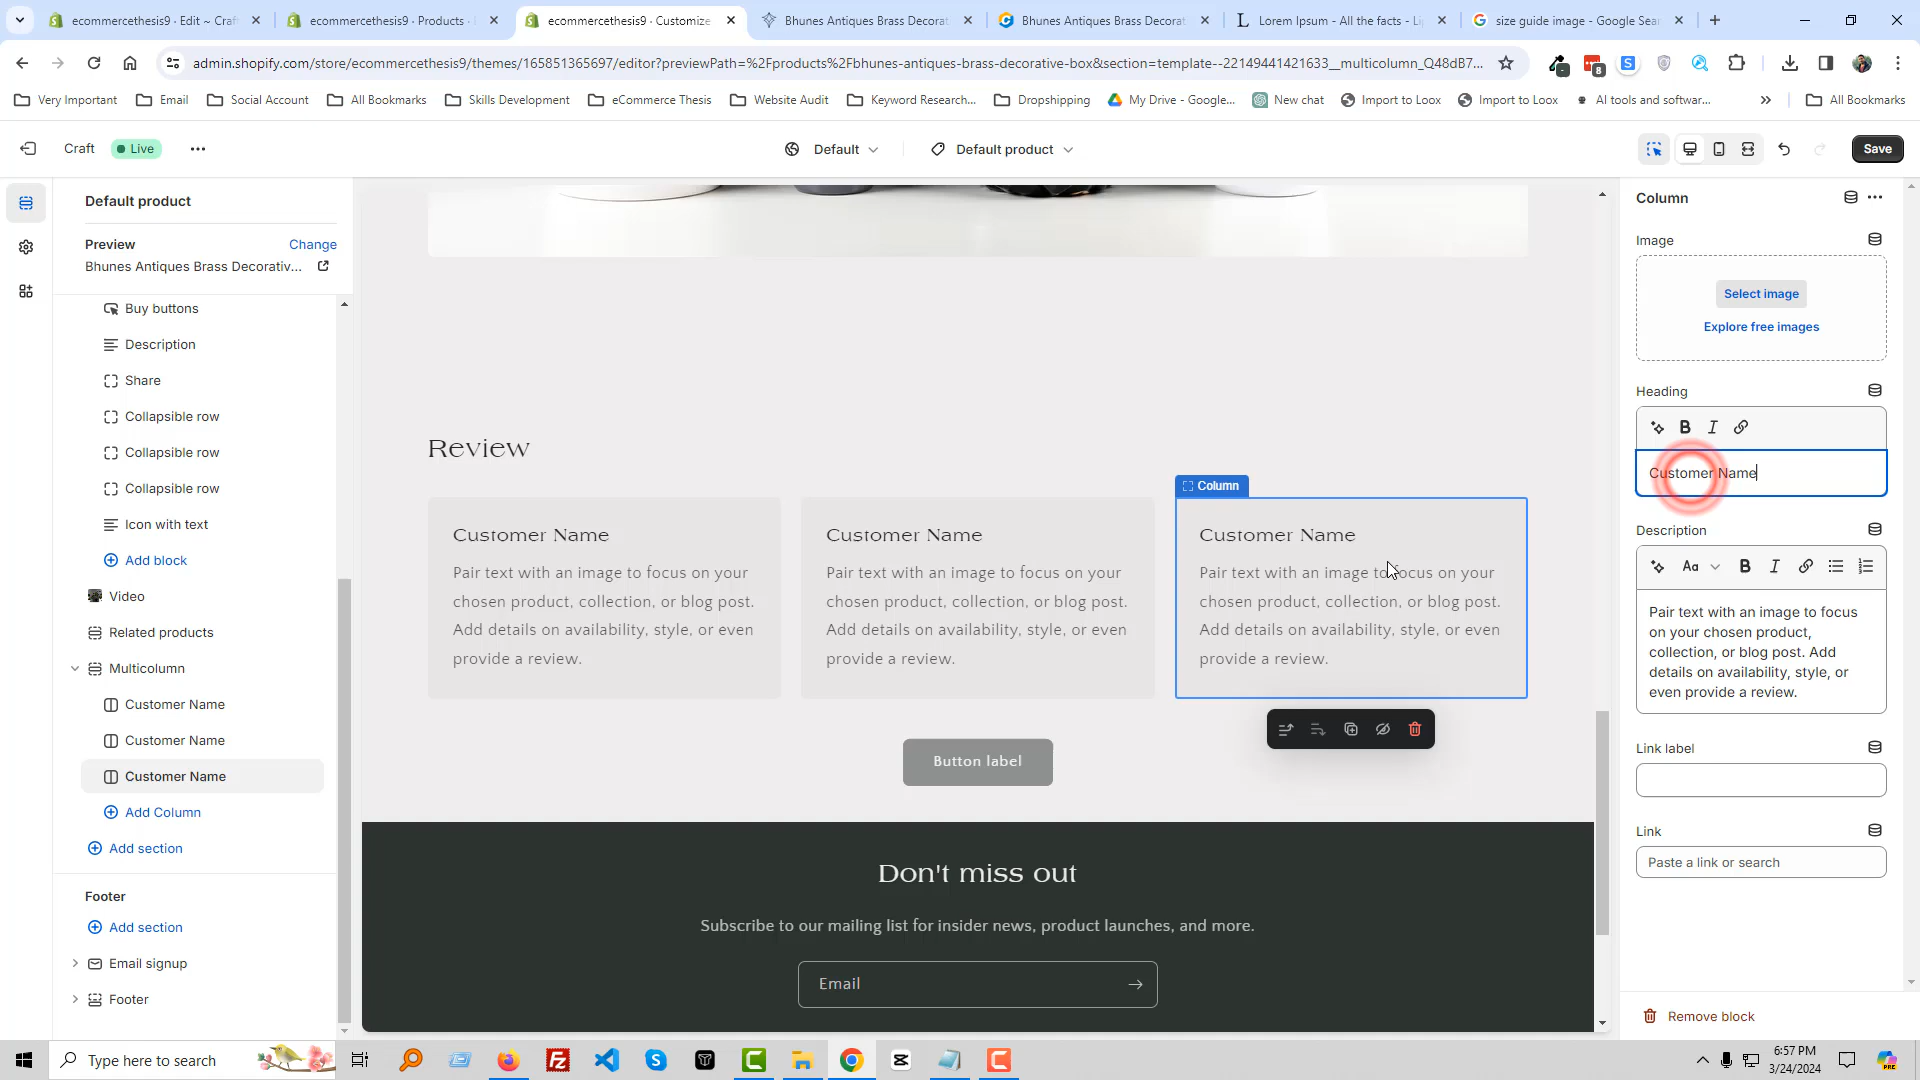 ecommercethesis9 · Edit ~ Craf
ecommercethesis9 · Products ·
ecommercethesis9 · Customize
Bhunes Antiques Brass Decorat
Bhunes Antiques Brass Decorat
Lorem Ipsum - All the facts - Li
size guide image - Google Sea
admin.shopify.com/store/ecommercethesis9/themes/165851365697/editor?previewPath=%2Fproducts%2Fbhunes-antiques-brass-decorative-box&section=template--22149441421633__multicolumn_Q48dB7...
8
Very Important
Email
Social Account
All Bookmarks
Skills Development
eCommerce Thesis
Website Audit
Keyword Research...
Dropshipping
My Drive - Google...
New chat
Import to Loox
Import to Loox
AI tools and softwar...
All Bookmarks
Craft
Live
Default
Default product
Save
Default product
Preview
Change
Bhunes Antiques Brass Decorativ...
Buy buttons
Description
Share
Collapsible row
Collapsible row
Collapsible row
Icon with text
Add block
Video
Related products
Multicolumn
Customer Name
Customer Name
Customer Name
Add Column
Add section
Footer
Add section
Email signup
Footer
Review
Column
Customer Name
Pair text with an image to focus on your
chosen product, collection, or blog post.
Add details on availability, style, or even
provide a review.
Customer Name
Pair text with an image to focus on your
chosen product, collection, or blog post.
Add details on availability, style, or even
provide a review.
Customer Name
Pair text with an image to focus on your
chosen product, collection, or blog post.
Add details on availability, style, or even
provide a review.
Button label
Don't miss out
Subscribe to our mailing list for insider news, product launches, and more.
Email
Column
Image
Select image
Explore free images
Heading
B I
Customer Name
Description
Aa B I
Pair text with an image to focus
on your chosen product,
collection, or blog post. Add
details on availability, style, or
even provide a review.
Link label
Link
Paste a link or search
Remove block
Type here to search
6:57 PM
3/24/2024